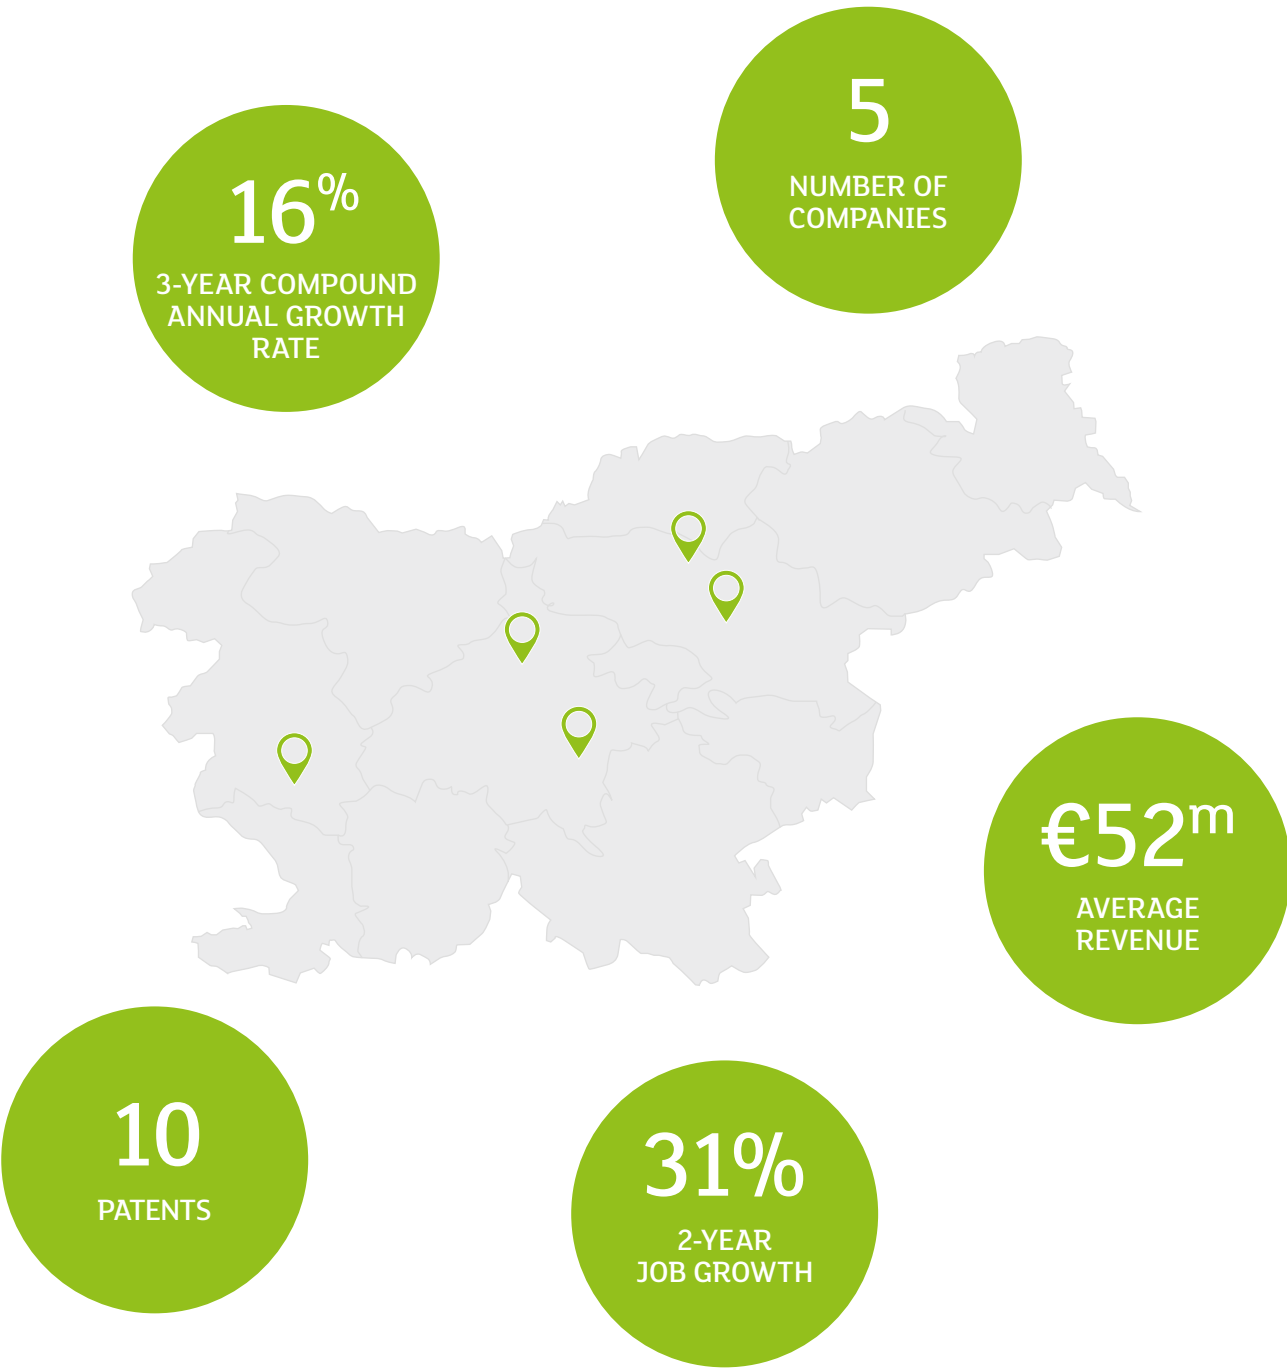 5
NUMBER OF
COMPANIES
16%
3-YEAR COMPOUND
ANNUAL GROWTH
RATE
€52m
AVERAGE
REVENUE
10
PATENTS
31%
2-YEAR
JOB GROWTH